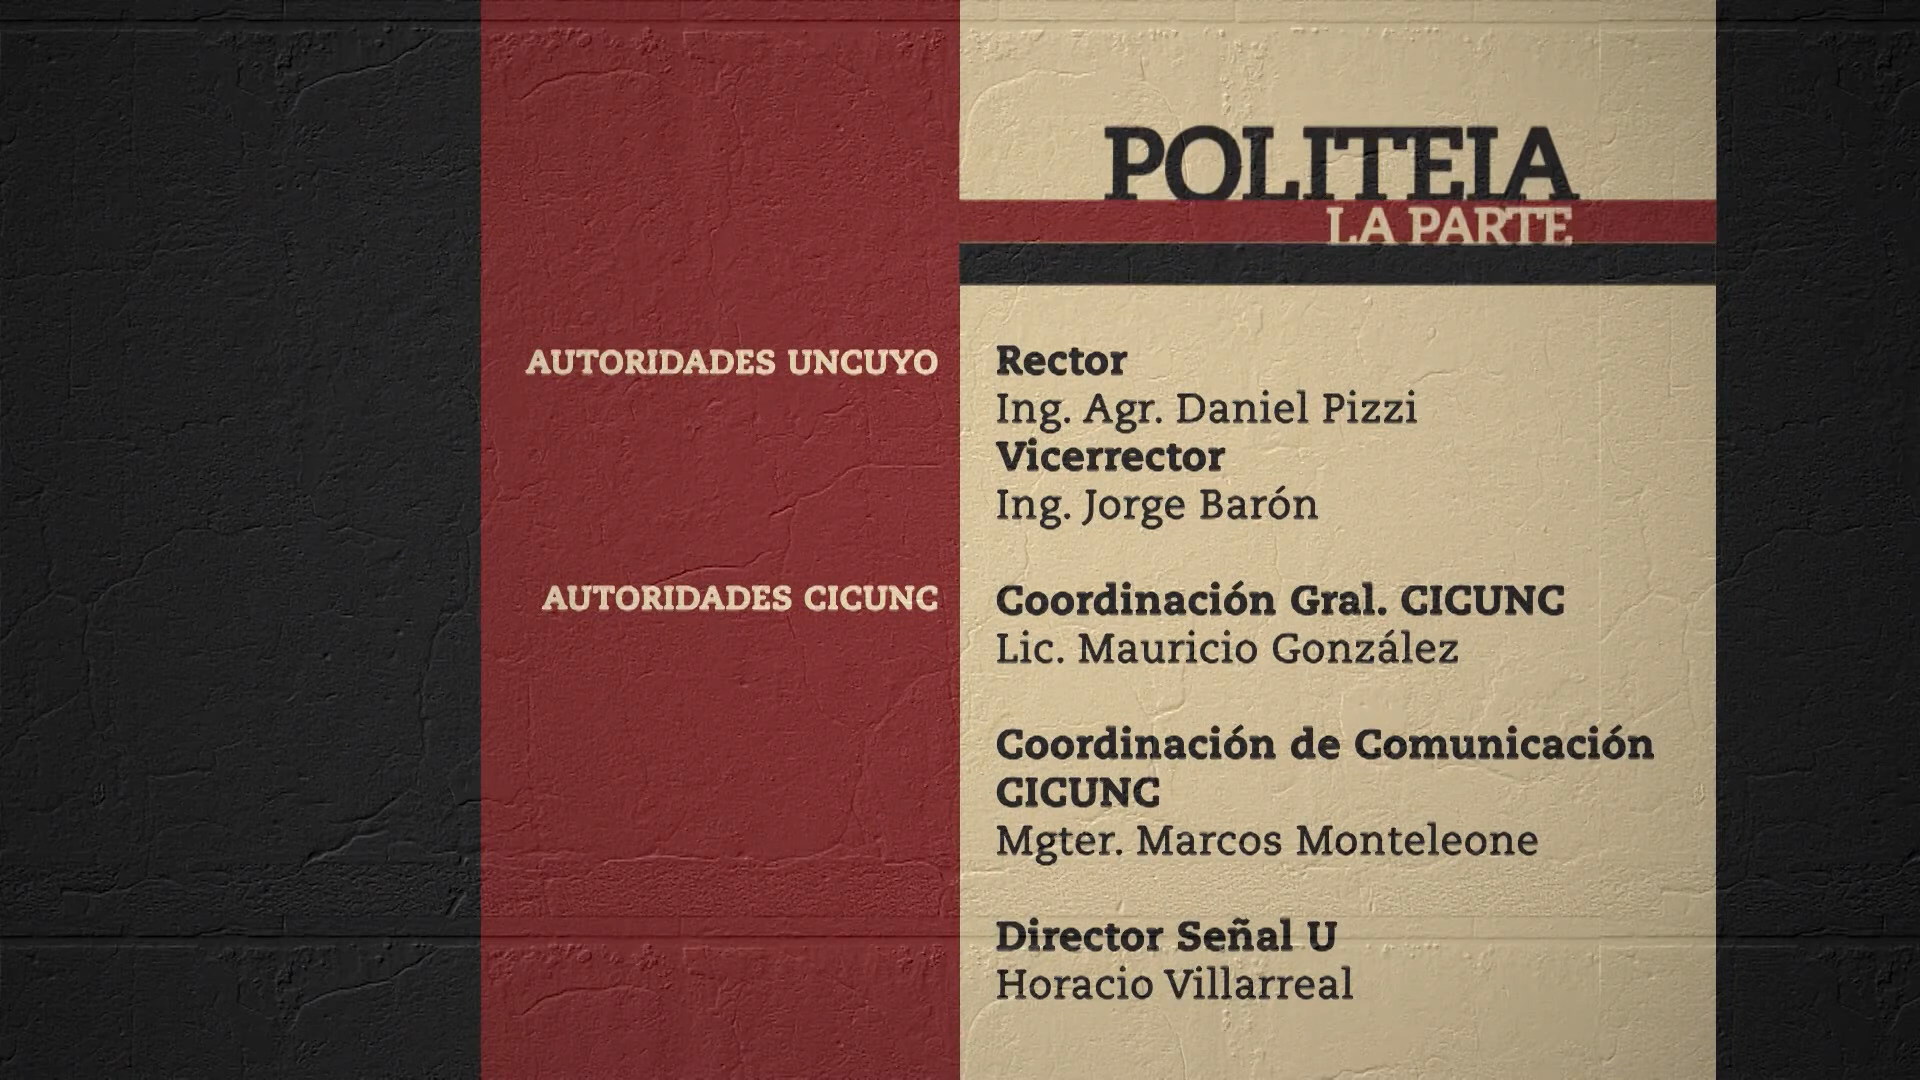 POLITEIA
LA PARTE
AUTORIDADES UNCUYO
Rector
Ing. Agr. Daniel Pizzi
Vicerrector
Ing. Jorge Barón
AUTORIDADES CICUNC
Coordinación Gral. CICUNC
Lic. Mauricio González
Coordinación de Comunicación
CICUNC
Mgter. Marcos Monteleone
Director Señal U
Horacio Villarreal